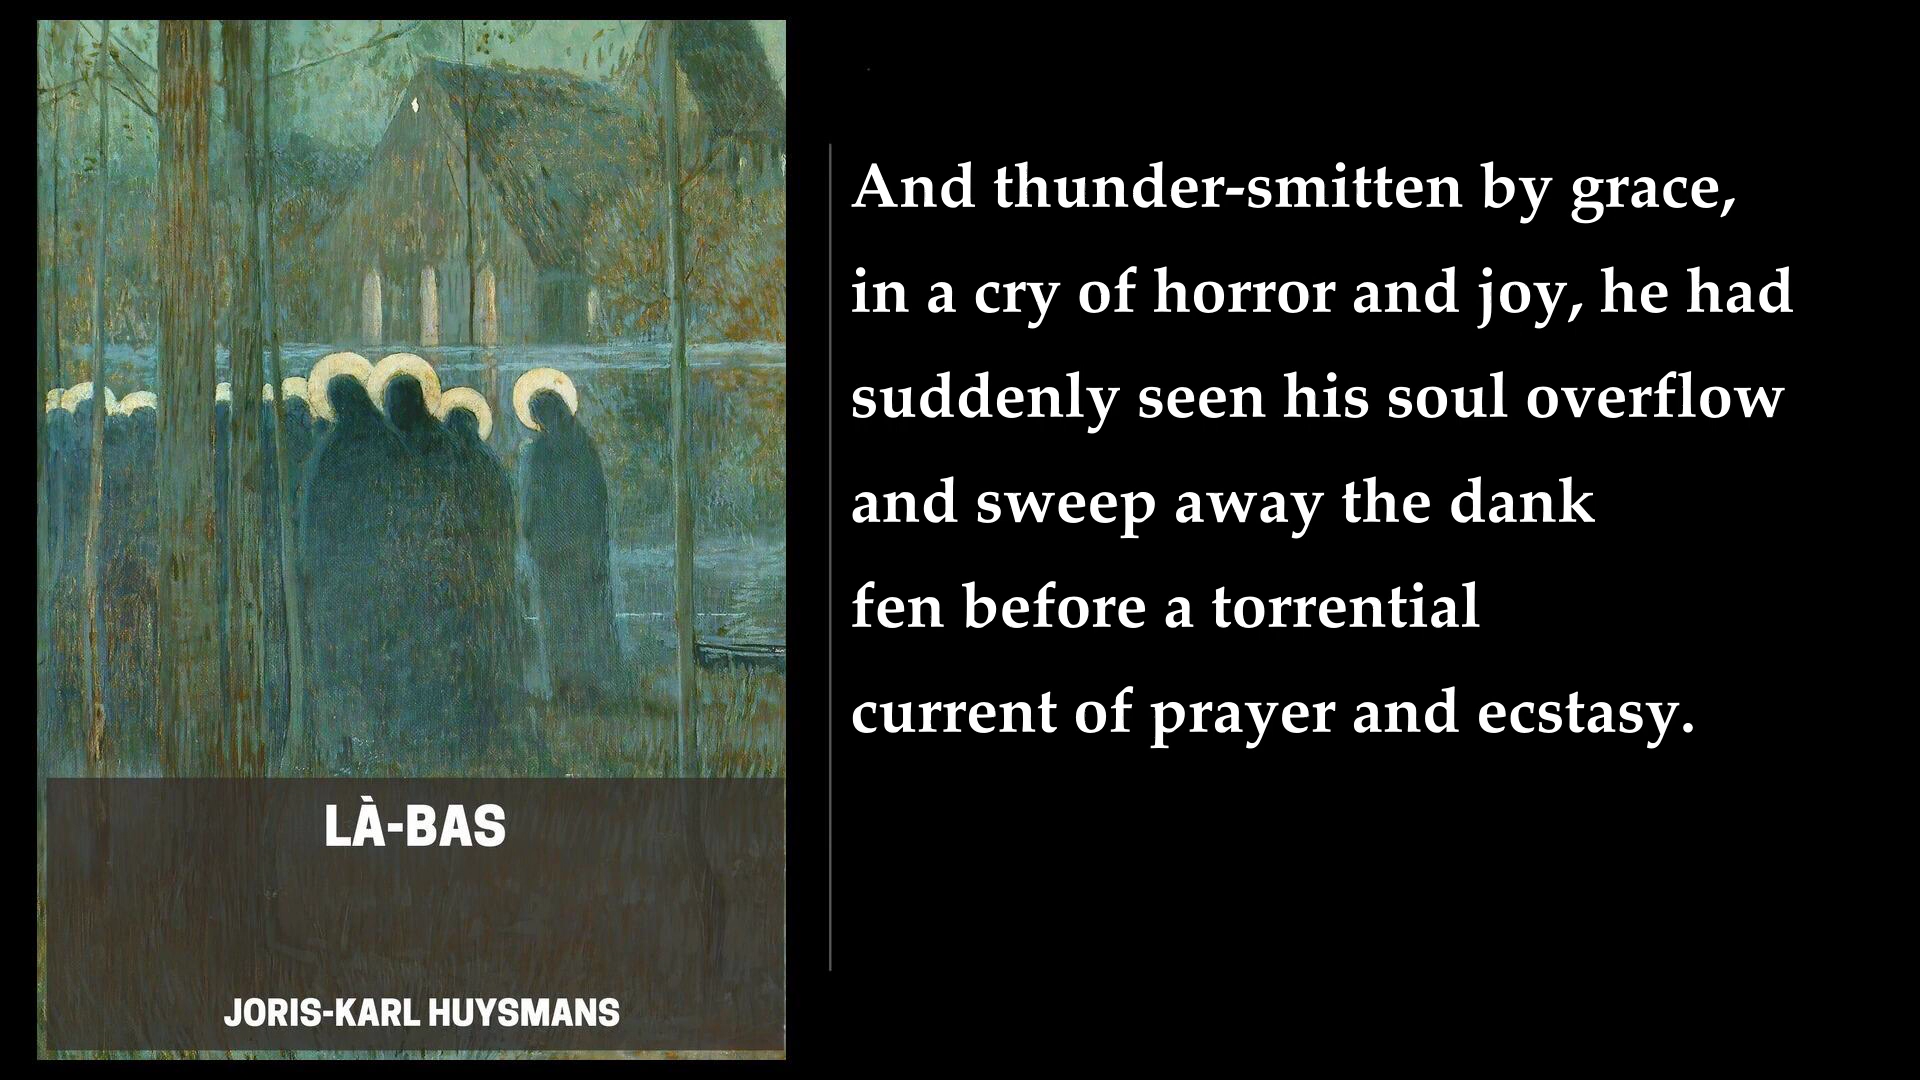 LÀ-BAS
JORIS-KARL HUYSMANS
And thunder-smitten by grace,
in a cry of horror and joy, he had
suddenly seen his soul overflow
and sweep away the dank
fen before a torrential
current of prayer and ecstasy.